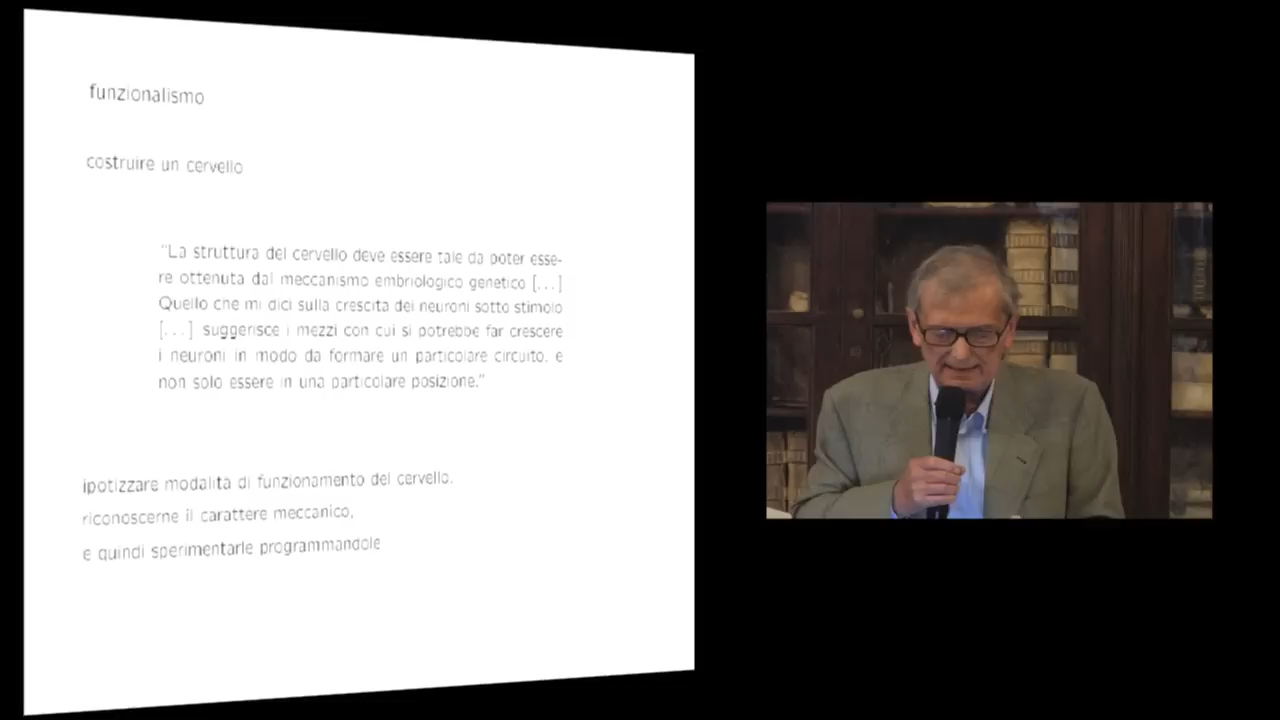 funzionalismo
costruire un cervello
“La struttura del cervello deve essere tale da poter esse-
re ottenuta dal meccanismo embriologico genetico [...]
Quello che mi dici sulla crescita dei neuroni sotto stimolo
[...] suggerisce i mezzi con cui si potrebbe far crescere
i neuroni in modo da formare un particolare circuito, e
non solo essere in una particolare posizione.”
ipotizzare modalità di funzionamento del cervello,
riconoscerne il carattere meccanico,
e quindi sperimentarle programmandole